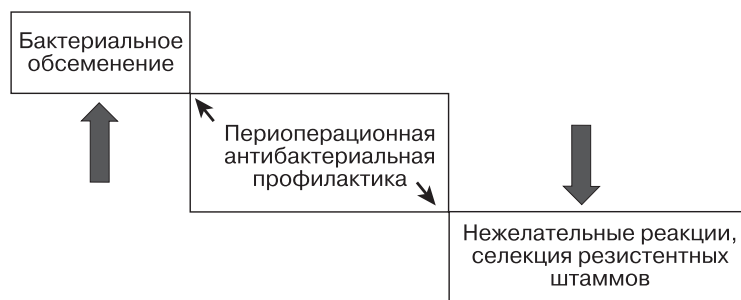 Бактериальное
обсеменение
Периоперационная
антибактериальная
профилактика
Нежелательные реакции,
селекция резистентных
штаммов